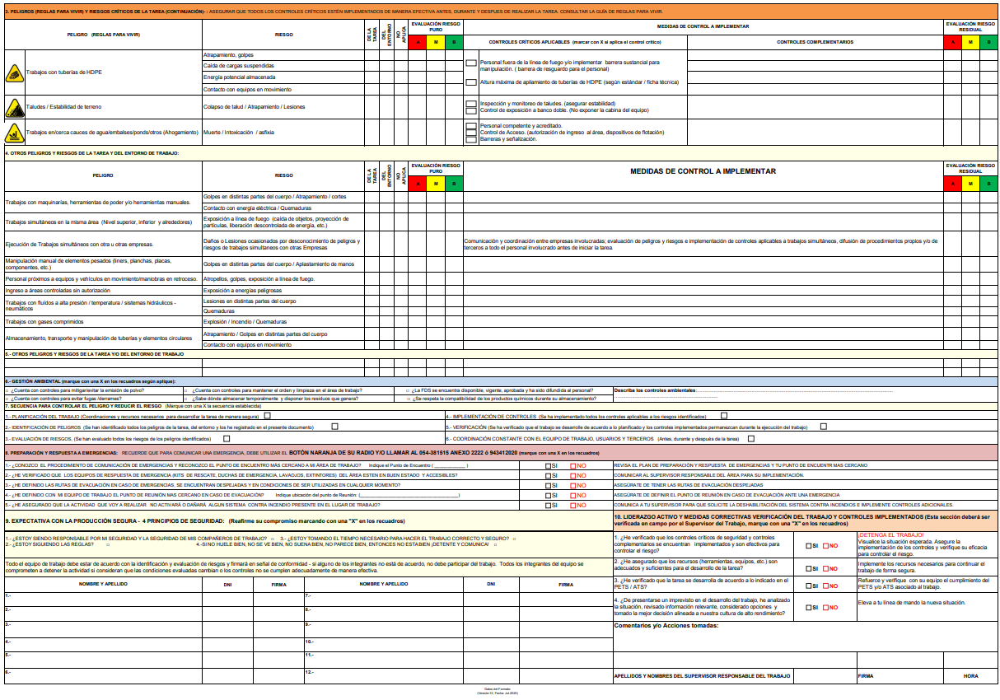 3. PELIGROS (REGLAS PARA VIVIR) Y RIESGOS CRÍTICOS DE LA TAREA (CONTINUACIÓN)- : ASEGURAR QUE TODOS LOS CONTROLES CRÍTICOS ESTÉN IMPLEMENTADOS DE MANERA EFECTIVA ANTES, DURANTE Y DESPUES DE REALIZAR LA TAREA. CONSULTAR LA GUÍA DE REGLAS PARA VIVIR.
PELIGRO (REGLAS PARA VIVIR)
RIESGO
DE LA TAREA
DEL ENTORNO
NO APLICA
EVALUACIÓN RIESGO PURO
A M B
MEDIDAS DE CONTROL A IMPLEMENTAR
CONTROLES CRÍTICOS APLICABLES (marcar con X si aplica el control crítico)
CONTROLES COMPLEMENTARIOS
EVALUACIÓN RIESGO RESIDUAL
A M B
Trabajos con tuberías de HDPE
Atrapamiento, golpes
Caída de cargas suspendidas
Energía potencial almacenada
Contacto con equipos en movimiento
Personal fuera de la línea de fuego y/o implementar barrera sustancial para
manipulación. ( barrera de resguardo para el personal)
Altura máxima de apilamiento de tuberías de HDPE (según estándar / ficha técnica)
Taludes / Estabilidad de terreno
Colapso de talud / Atrapamiento / Lesiones
Inspección y monitoreo de taludes. (asegurar estabilidad)
Control de exposición a banco doble. (No exponer la cabina del equipo)
Trabajos en/cerca cauces de agua/embalses/ponds/otros (Ahogamiento)
Muerte / Intoxicación / asfixia
Personal competente y acreditado.
Control de Acceso. (autorización de ingreso al área, dispositivos de flotación)
Barreras y señalización.
4. OTROS PELIGROS Y RIESGOS DE LA TAREA Y DEL ENTORNO DE TRABAJO:
PELIGRO
RIESGO
DE LA TAREA
DEL ENTORNO
NO APLICA
EVALUACIÓN RIESGO PURO
A M B
MEDIDAS DE CONTROL A IMPLEMENTAR
EVALUACIÓN RIESGO RESIDUAL
A M B
Trabajos con maquinarias, herramientas de poder y/o herramientas manuales.
Golpes en distintas partes del cuerpo / Atrapamiento / cortes
Contacto con energía eléctrica / Quemaduras
Trabajos simultáneos en la misma área (Nivel superior, inferior y alrededores)
Exposición a línea de fuego (caída de objetos, proyección de
partículas, liberación descontrolada de energía, etc.)
Ejecución de Trabajos simultáneos con otra u otras empresas.
Daños o Lesiones ocasionados por desconocimiento de peligros y
riesgos de trabajos simultaneos con otras Empresas
Comunicación y coordinación entre empresas involucradas; evaluación de peligros y riesgos e implementación de controles aplicables a trabajos simultáneos, difusión de procedimientos propios y/o de
terceros a todo el personal involucrado antes de iniciar la tarea.
Manipulación manual de elementos pesados (liners, planchas, placas,
componentes, etc.)
Golpes en distintas partes del cuerpo / Aplastamiento de manos
Personal próximos a equipos y vehículos en movimiento/maniobras en retroceso.
Atropellos, golpes, exposición a línea de fuego.
Ingreso a áreas controladas sin autorización
Exposición a energías peligrosas
Trabajos con fluidos a alta presión / temperatura / sistemas hidráulicos -
neumáticos
Lesiones en distintas partes del cuerpo
Quemaduras
Trabajos con gases comprimidos
Explosión / Incendio / Quemaduras
Almacenamiento, transporte y manipulación de tuberías y elementos circulares
Atrapamiento / Golpes en distintas partes del cuerpo
Contacto con equipos en movimiento
5.- OTROS PELIGROS Y RIESGOS DE LA TAREA Y/O DEL ENTORNO DE TRABAJO
6.- GESTIÓN AMBIENTAL (marque con una X en los recuadros según aplique):
¿Cuenta con controles para mitigar/evitar la emisión de polvo?
¿Cuenta con controles para mantener el orden y limpieza en el área de trabajo?
¿La FDS se encuentra disponible, vigente, aprobada y ha sido difundida al personal?
Describa los controles ambientales:
¿Cuenta con controles para evitar fugas /derrames?
¿Sabe dónde almacenar temporalmente y disponer los residuos que genera?
¿Se respeta la compatibilidad de los productos químicos durante su almacenamiento?
7. SECUENCIA PARA CONTROLAR EL PELIGRO Y REDUCIR EL RIESGO (Marque con una X la secuencia establecida)
1.- PLANIFICACIÓN DEL TRABAJO (Coordinaciones y recursos necesarios para desarrollar la tarea de manera segura)
4.- IMPLEMENTACIÓN DE CONTROLES (Se ha implementado todos los controles aplicables a los riesgos identificados)
2.- IDENTIFICACIÓN DE PELIGROS (Se han identificado todos los peligros de la tarea, del entorno y los he registrado en el presente documento)
5.- VERIFICACIÓN (Se ha verificado que el trabajo se desarrolle de acuerdo a lo planificado y los controles implementados permanezcan durante la ejecución del trabajo)
3.- EVALUACIÓN DE RIESGOS, (Se han evaluado todos los riesgos de los peligros identificados)
6.- COORDINACIÓN CONSTANTE CON EL EQUIPO DE TRABAJO, USUARIOS Y TERCEROS (Antes, durante y después de la tarea)
8. PREPARACIÓN Y RESPUESTA A EMERGENCIAS: RECUERDE QUE PARA COMUNICAR UNA EMERGENCIA, DEBE UTILIZAR EL BOTÓN NARANJA DE SU RADIO Y/O LLAMAR AL 054-381515 ANEXO 2222 ó 943412020 (marque con una X en los recuadros)
1.- ¿CONOZCO EL PROCEDIMIENTO DE COMUNICACIÓN DE EMERGENCIAS Y RECONOZCO EL PUNTO DE ENCUENTRO MÁS CERCANO A MI ÁREA DE TRABAJO? Indique el Punto de Encuentro (____________ )
SI NO
REVISA EL PLAN DE PREPARACIÓN Y RESPUESTA DE EMERGENCIAS Y TU PUNTO DE ENCUENTR MAS CERCANO
2.- ¿HE VERIFICADO QUE LOS EQUIPOS DE RESPUESTA DE EMERGENCIA (KITS DE RESCATE, DUCHAS DE EMERGENCIA, LAVAOJOS, EXTINTORES) DEL ÁREA ESTEN EN BUEN ESTADO Y ACCESIBLES?
SI NO
COMUNICAR AL SUPERVISOR RESPONSABLE DEL ÁREA PARA SU IMPLEMENTACIÓN.
3.- ¿HE DEFINIDO LAS RUTAS DE EVACUACIÓN EN CASO DE EMERGENCIAS, SE ENCUENTRAN DESPEJADAS Y EN CONDICIONES DE SER UTILIZADAS EN CUALQUIER MOMENTO?
SI NO
ASEGÚRATE DE TENER LAS RUTAS DE EVACUACIÓN DESPEJADAS
4.- ¿HE DEFINIDO CON MI EQUIPO DE TRABAJO EL PUNTO DE REUNIÓN MAS CERCANO EN CASO DE EVACUACIÓN? Indique ubicación del punto de Reunión: (____________________ )
SI NO
ASEGÚRATE DE DEFINIR EL PUNTO DE REUNIÓN EN CASO DE EVACUACIÓN ANTE UNA EMERGENCIA
5.- ¿HE ASEGURADO QUE LA ACTIVIDAD QUE VOY A REALIZAR NO ACTIVARÁ O DAÑARÁ ALGUN SISTEMA CONTRA INCENDIO PRESENTE EN EL LUGAR DE TRABAJO?
SI NO
COMUNICA A TU SUPERVISOR PARA QUE SOLICITE LA DESHABILITACIÓN DEL SISTEMA CONTRA INCENDIOS E IMPLEMENTE CONTROLES ADICIONALES.
9. EXPECTATIVA CON LA PRODUCCIÓN SEGURA - 4 PRINCIPIOS DE SEGURIDAD: (Reafirme su compromiso marcando con una "X" en los recuadros)
1.- ¿ESTOY SIENDO RESPONSABLE POR MI SEGURIDAD Y LA SEGURIDAD DE MIS COMPAÑEROS DE TRABAJO? 3.- ¿ESTOY TOMANDO EL TIEMPO NECESARIO PARA HACER EL TRABAJO CORRECTO Y SEGURO?
2.- ¿ESTOY SIGUIENDO LAS REGLAS? 4.-SI NO HUELE BIEN, NO SE VE BIEN, NO SUENA BIEN, NO PARECE BIEN, ENTONCES NO ESTA BIEN ¡DETENTE Y COMUNICA!
Todo el equipo de trabajo debe estar de acuerdo con la identificación y evaluación de riesgos y firmará en señal de conformidad - si alguno de los integrantes no está de acuerdo, no debe participar del trabajo. Todos los integrantes del equipo se
comprometen a detener la actividad si consideran que las condiciones evaluadas cambian o los controles no se cumplen adecuadamente de manera efectiva.
NOMBRE Y APELLIDO DNI FIRMA NOMBRE Y APELLIDO DNI FIRMA
1.- 7.-
2.- 8.-
3.- 9.-
4.- 10.-
5.- 11.-
6.- 12.-
10. LIDERAZGO ACTIVO Y MEDIDAS CORRECTIVAS VERIFICACIÓN DEL TRABAJO Y CONTROLES IMPLEMENTADOS (Esta sección deberá ser
verificada en campo por el Supervisor del Trabajo, marque con una "X" en los recuadros)
1. ¿He verificado que los controles críticos de seguridad y
controles complementarios se encuentran implementados y son efectivos para
controlar el riesgo?
SI NO
¡DETENGA EL TRABAJO!
Visualice la situación esperada. Asegure la
implementación de los controles y verifique su eficacia
para controlar el riesgo.
2. ¿He asegurado que los recursos (herramientas, equipos, etc.) son
adecuados y suficientes para el desarrollo de la tarea?
SI NO
Implemente los recursos necesarios para continuar el
trabajo de forma segura.
3. ¿He verificado que la tarea se desarrolla de acuerdo a lo indicado en el
PETS / ATS?
SI NO
Refuerce y verifique con su equipo el cumplimiento del
PETS y/o ATS asociado al trabajo.
4. ¿De presentarse un imprevisto en el desarrollo del trabajo, he analizado
la situación, revisado información relevante, considerado opciones y
tomado la mejor decisión alineada a nuestra cultura de alto rendimiento?
SI NO
Eleva a tu línea de mando la nueva situación.
Comentarios y/o Acciones tomadas:
APELLIDOS Y NOMBRES DEL SUPERVISOR RESPONSABLE DEL TRABAJO FIRMA HORA
Datos del Formato